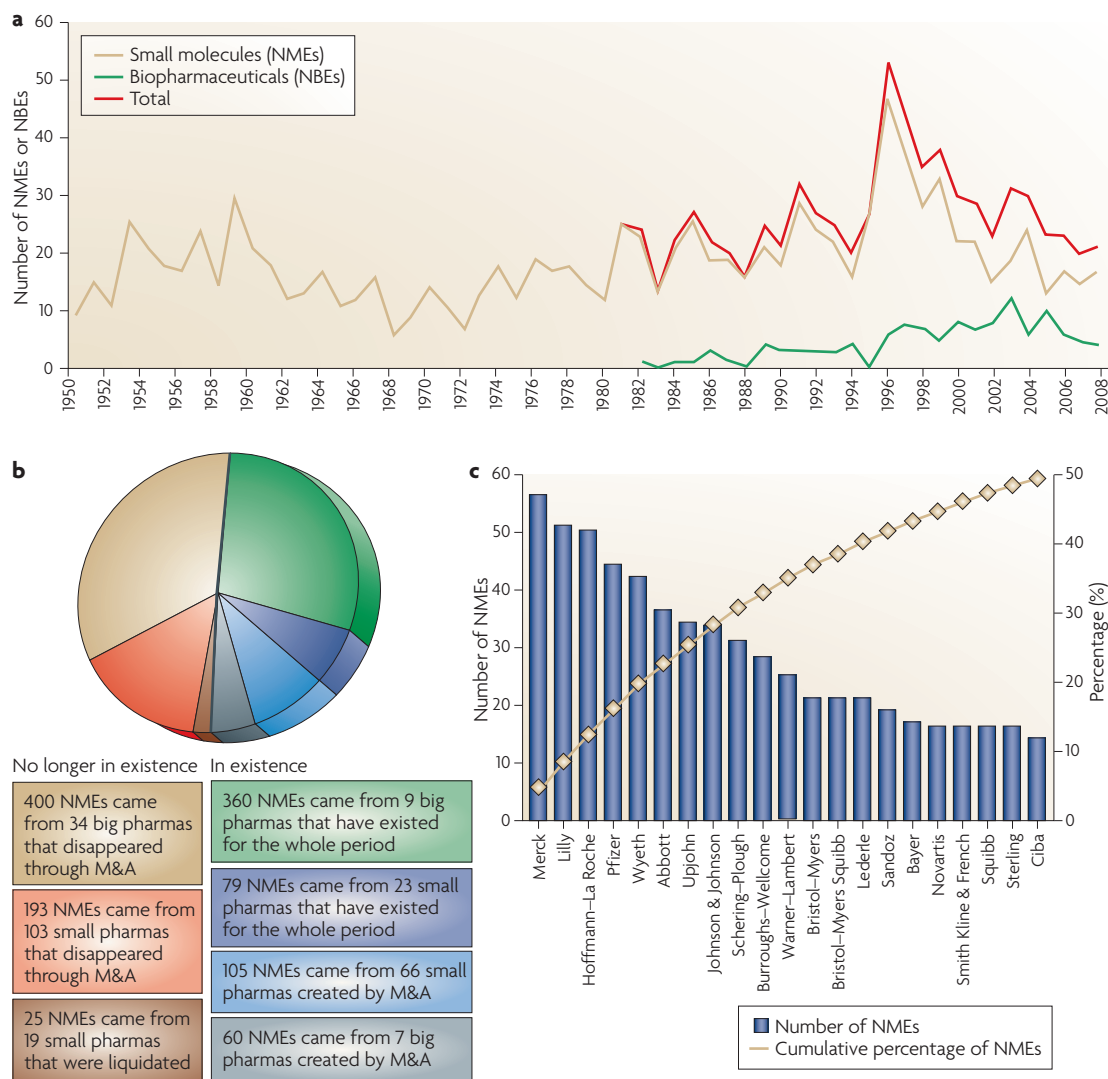 a
60
50
40
30
20
10
0
Number of NMEs or NBEs
Small molecules (NMEs)
Biopharmaceuticals (NBEs)
Total
1950
1952
1954
1956
1958
1960
1962
1964
1966
1968
1970
1972
1974
1976
1978
1980
1982
1984
1986
1988
1990
1992
1994
1996
1998
2000
2002
2004
2006
2008
b
No longer in existence
400 NMEs came
from 34 big pharmas
that disappeared
through M&A
193 NMEs came from
103 small pharmas
that disappeared
through M&A
25 NMEs came from
19 small pharmas
that were liquidated
In existence
360 NMEs came from 9 big
pharmas that have existed
for the whole period
79 NMEs came from 23 small
pharmas that have existed
for the whole period
105 NMEs came from 66 small
pharmas created by M&A
60 NMEs came from 7 big
pharmas created by M&A
c
60
50
40
30
20
10
0
Number of NMEs
50
40
30
20
10
0
Percentage (%)
Merck
Lilly
Hoffmann–La Roche
Pfizer
Wyeth
Abbott
Upjohn
Johnson & Johnson
Schering–Plough
Burroughs–Wellcome
Warner–Lambert
Bristol–Myers
Bristol–Myers Squibb
Lederle
Sandoz
Bayer
Novartis
Smith Kline & French
Squibb
Sterling
Ciba
Number of NMEs
Cumulative percentage of NMEs